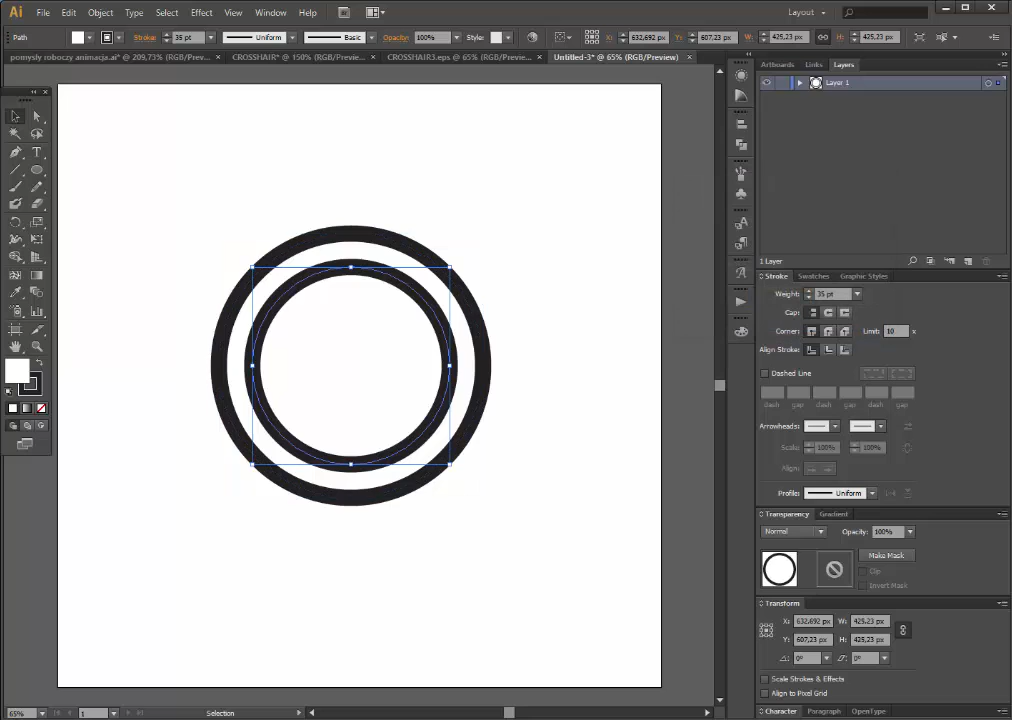 Ai File Edit Object Type Select Effect View Window Help Br Layout
Path Stroke: 35 pt Uniform Basic Opacity: 100% Style: X: 632,692 px Y: 607,23 px W: 425,23 px H: 425,23 px
pomysły roboczy animacja.ai* @ 209,73% (RGB/Previ... × CROSSHAIR* @ 150% (RGB/Preview... × CROSSHAIR3.eps @ 65% (RGB/Previe... × Untitled-3* @ 65% (RGB/Preview) ×
Artboards Links Layers
Layer 1
1 Layer
Stroke Swatches Graphic Styles
Weight: 35 pt
Cap:
Corner: Limit: 10 x
Align Stroke:
Dashed Line
dash gap dash gap dash gap
Arrowheads:
Scale: 100% 100%
Align:
Profile: Uniform
Transparency Gradient
Normal Opacity: 100%
Make Mask
Clip
Invert Mask
Transform
X: 632,692 px W: 425,23 px
Y: 607,23 px H: 425,23 px
0° 0°
Scale Strokes & Effects
Align to Pixel Grid
Character Paragraph OpenType
65% 1 Selection